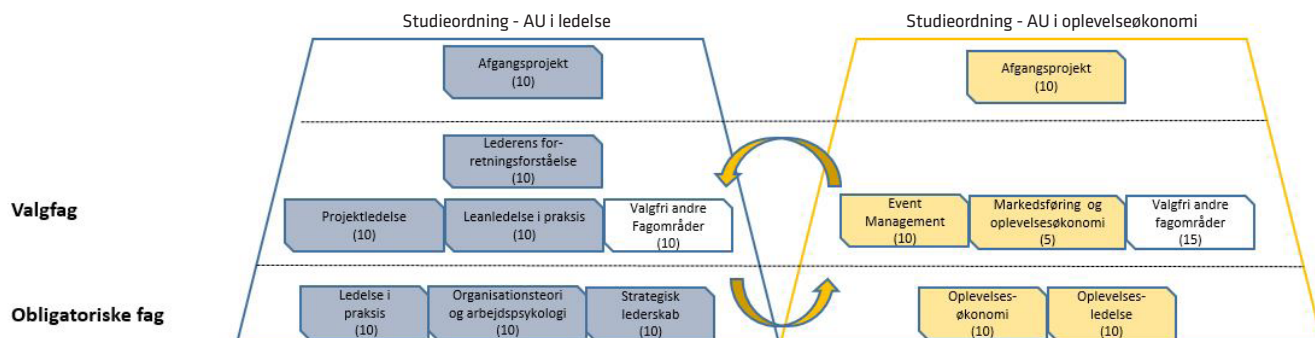 Studieordning - AU i ledelse
Studieordning - AU i oplevelseøkonomi
Afgangsprojekt
(10)
Afgangsprojekt
(10)
Valgfag
Lederens for-
retningsforståelse
(10)
Projektledelse
(10)
Leanledelse i praksis
(10)
Valgfri andre
Fagområder
(10)
Event
Management
(10)
Markedsføring og
oplevelsesøkonomi
(5)
Valgfri andre
fagområder
(15)
Obligatoriske fag
Ledelse i
praksis
(10)
Organisationsteori
og arbejdspsykologi
(10)
Strategisk
lederskab
(10)
Oplevelses-
økonomi
(10)
Oplevelses-
ledelse
(10)